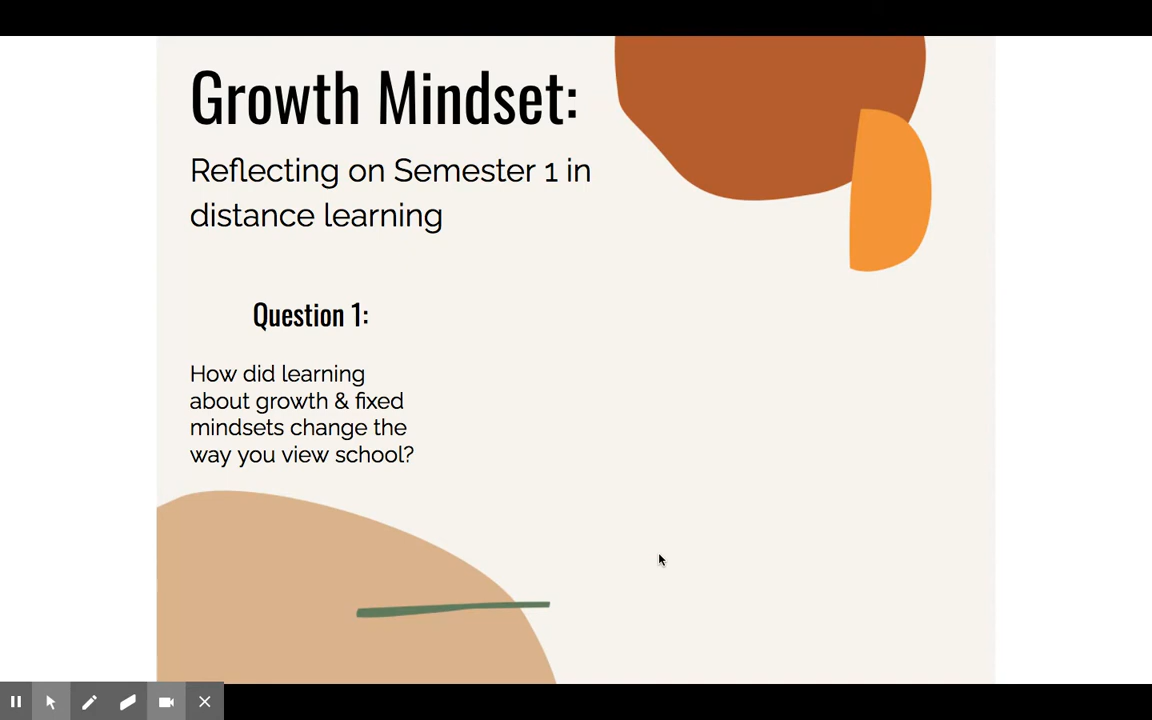 Growth Mindset:
Reflecting on Semester 1 in
distance learning
Question 1:
How did learning
about growth & fixed
mindsets change the
way you view school?